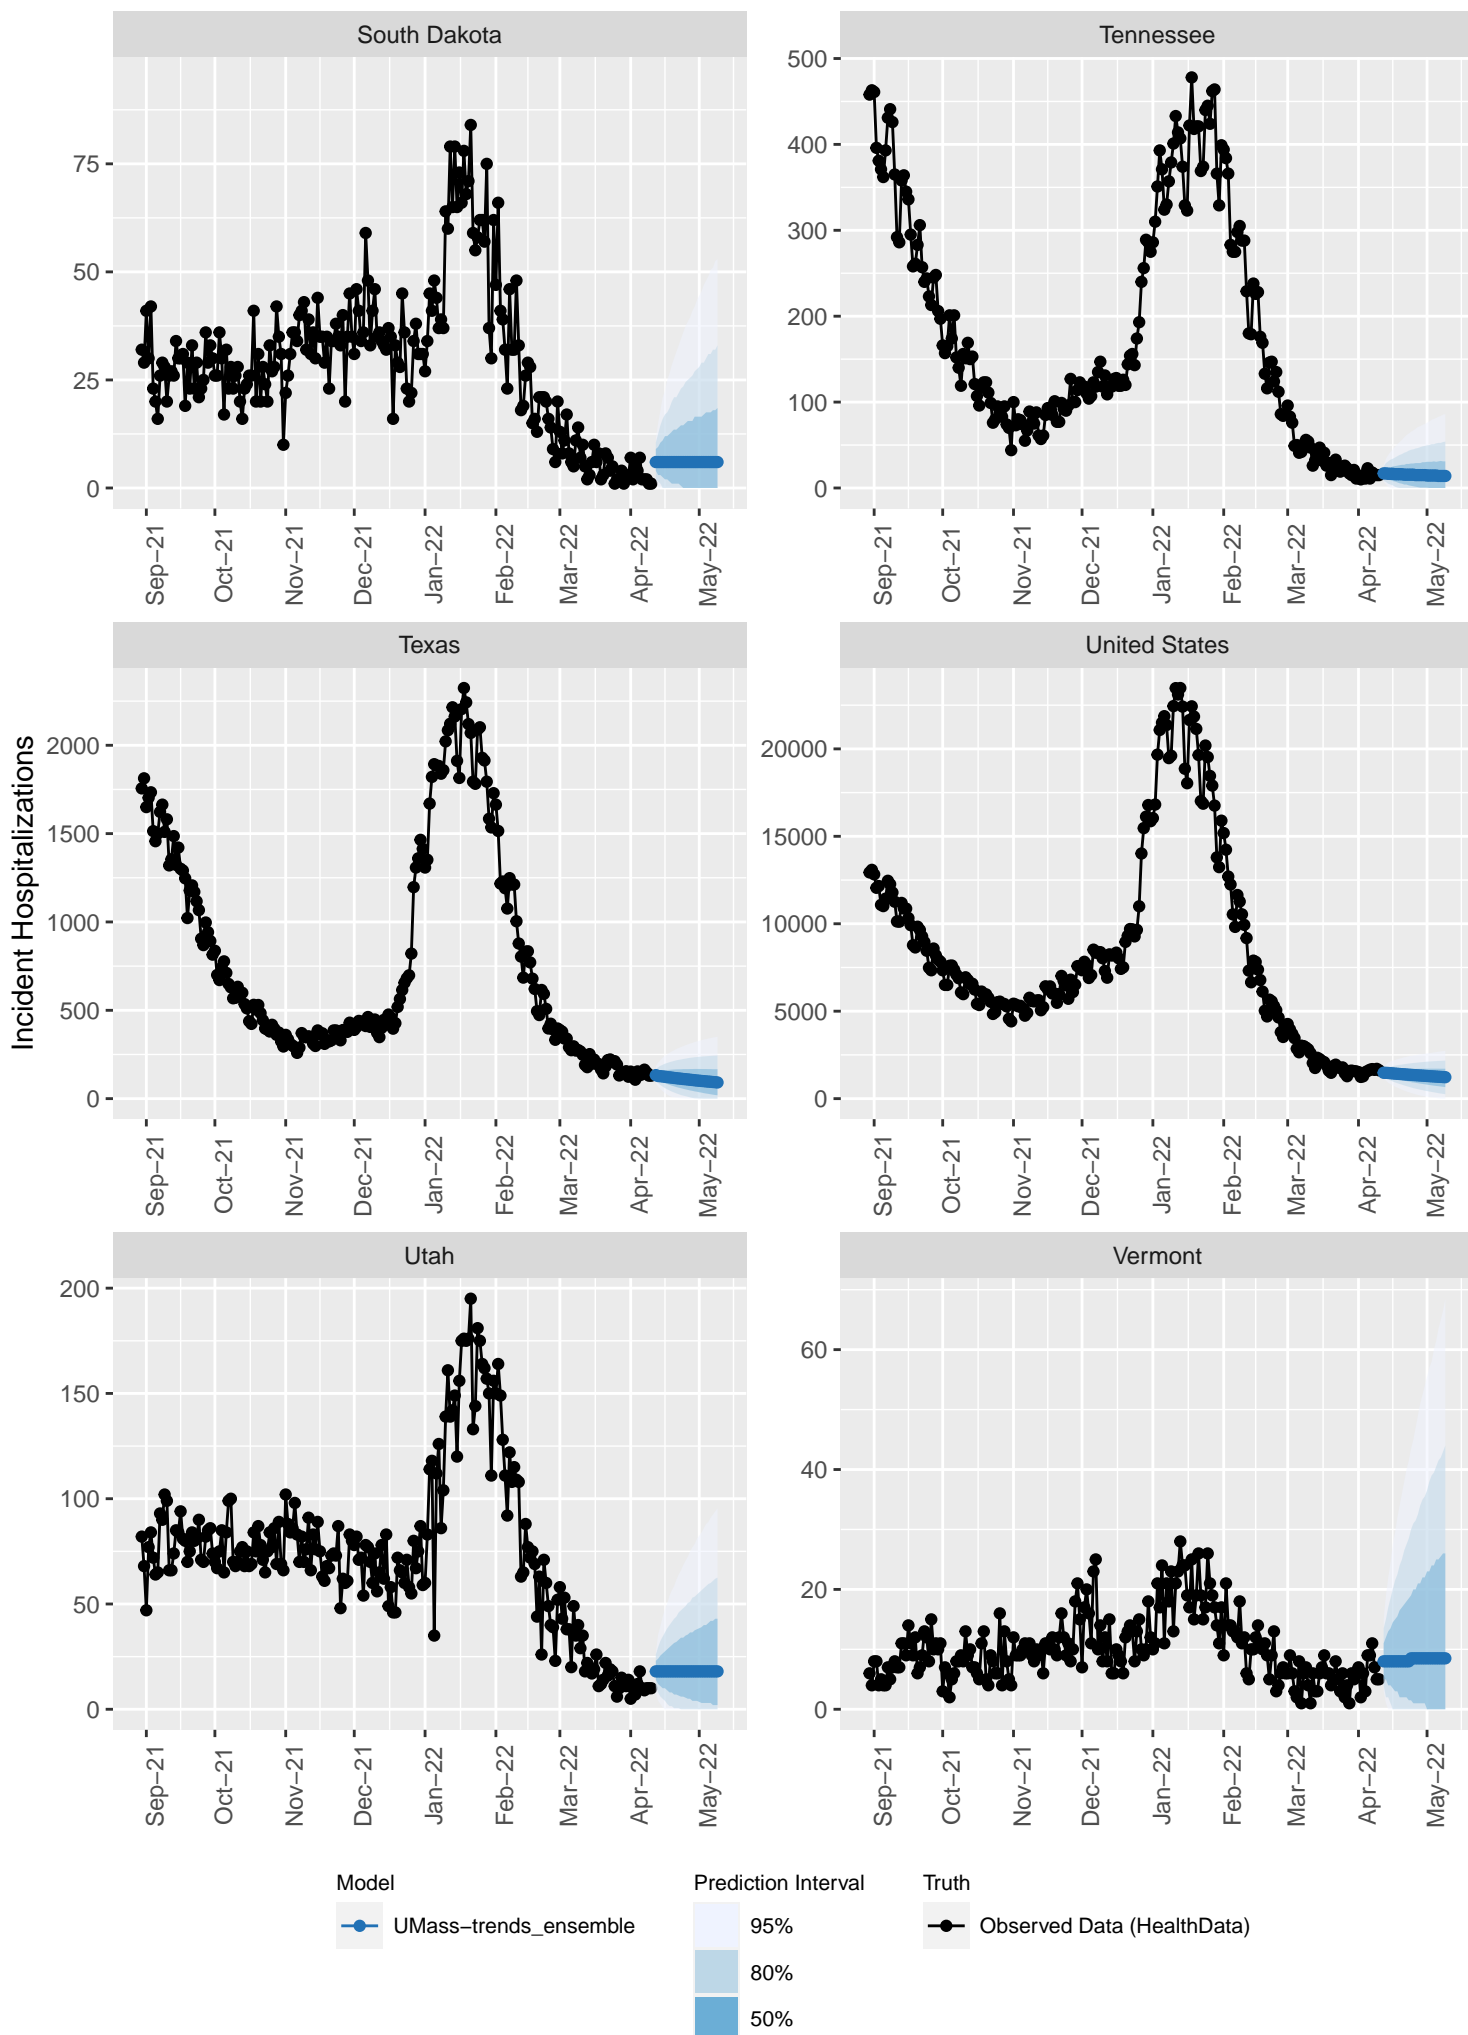 South Dakota
Tennessee
75
50
25
0
500
400
300
200
100
0
Sep−21
Oct−21
Nov−21
Dec−21
Jan−22
Feb−22
Mar−22
Apr−22
May−22
Sep−21
Oct−21
Nov−21
Dec−21
Jan−22
Feb−22
Mar−22
Apr−22
May−22
Texas
United States
Incident Hospitalizations
2000
1500
1000
500
0
20000
15000
10000
5000
0
Sep−21
Oct−21
Nov−21
Dec−21
Jan−22
Feb−22
Mar−22
Apr−22
May−22
Sep−21
Oct−21
Nov−21
Dec−21
Jan−22
Feb−22
Mar−22
Apr−22
May−22
Utah
Vermont
200
150
100
50
0
60
40
20
0
Sep−21
Oct−21
Nov−21
Dec−21
Jan−22
Feb−22
Mar−22
Apr−22
May−22
Sep−21
Oct−21
Nov−21
Dec−21
Jan−22
Feb−22
Mar−22
Apr−22
May−22
Model
UMass−trends_ensemble
Prediction Interval
95%
80%
50%
Truth
Observed Data (HealthData)